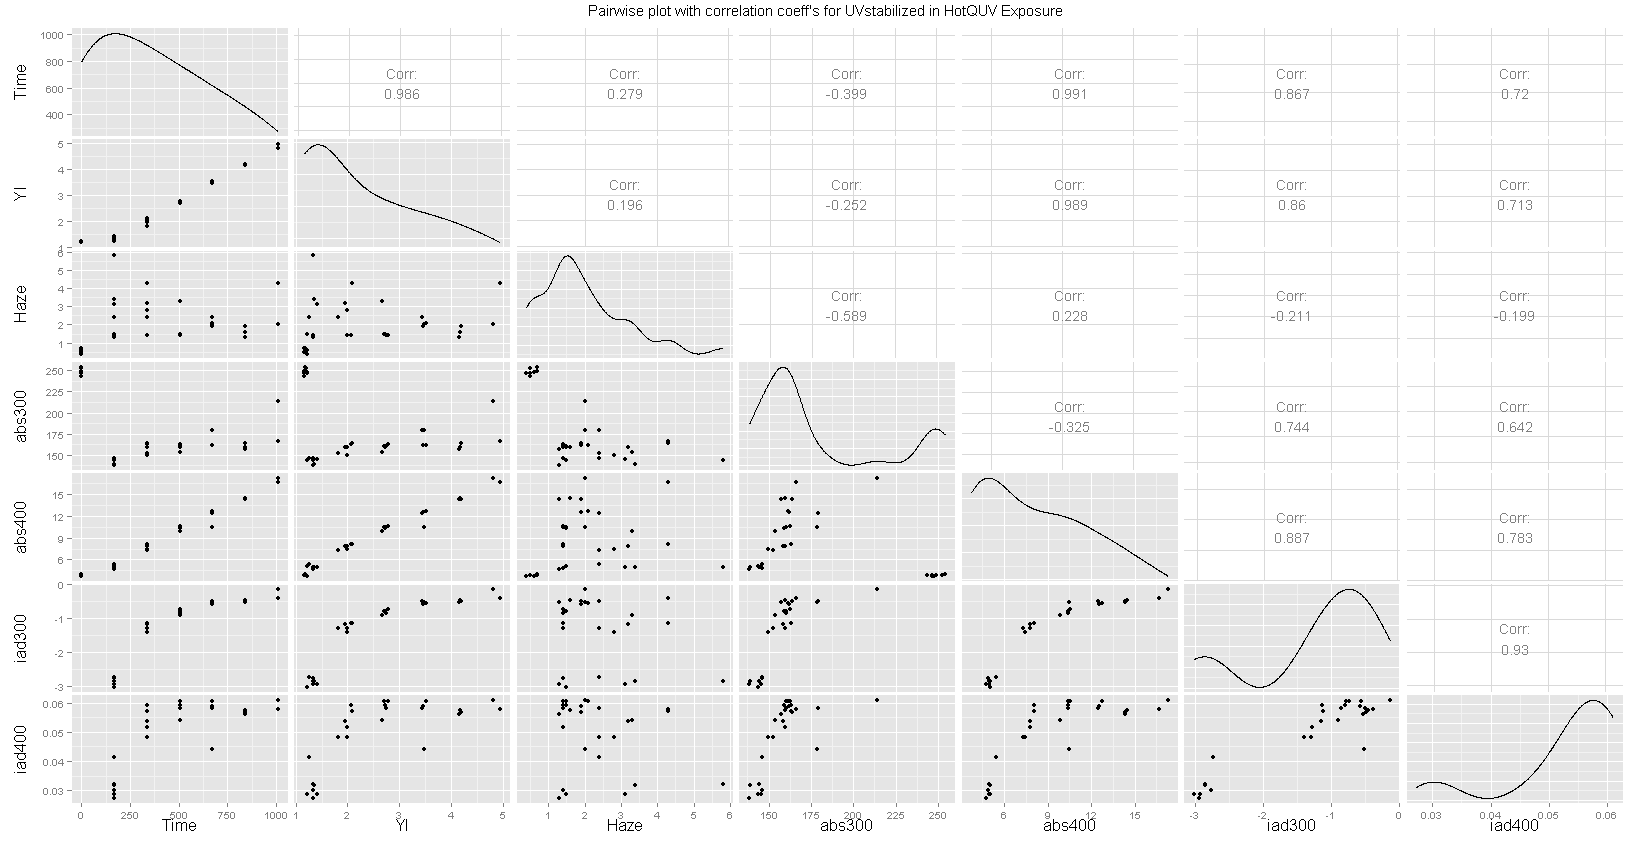 Pairwise plot with correlation coeff's for UVstabilized in HotQUV Exposure
1000
800
600
400
Time
Corr:
0.986
Corr:
0.279
Corr:
-0.399
Corr:
0.991
Corr:
0.867
Corr:
0.72
5
4
3
2
1
YI
Corr:
0.196
Corr:
-0.252
Corr:
0.989
Corr:
0.86
Corr:
0.713
6
5
4
3
2
1
Haze
Corr:
-0.589
Corr:
0.228
Corr:
-0.211
Corr:
-0.199
250
225
200
175
150
abs300
Corr:
-0.325
Corr:
0.744
Corr:
0.642
15
12
9
6
abs400
Corr:
0.887
Corr:
0.783
0
-1
-2
-3
iad300
Corr:
0.93
0.06
0.05
0.04
0.03
iad400
0 250 500 750 1000
Time
1 2 3 4 5
YI
1 2 3 4 5 6
Haze
150 175 200 225 250
abs300
6 9 12 15
abs400
-3 -2 -1 0
iad300
0.03 0.04 0.05 0.06
iad400